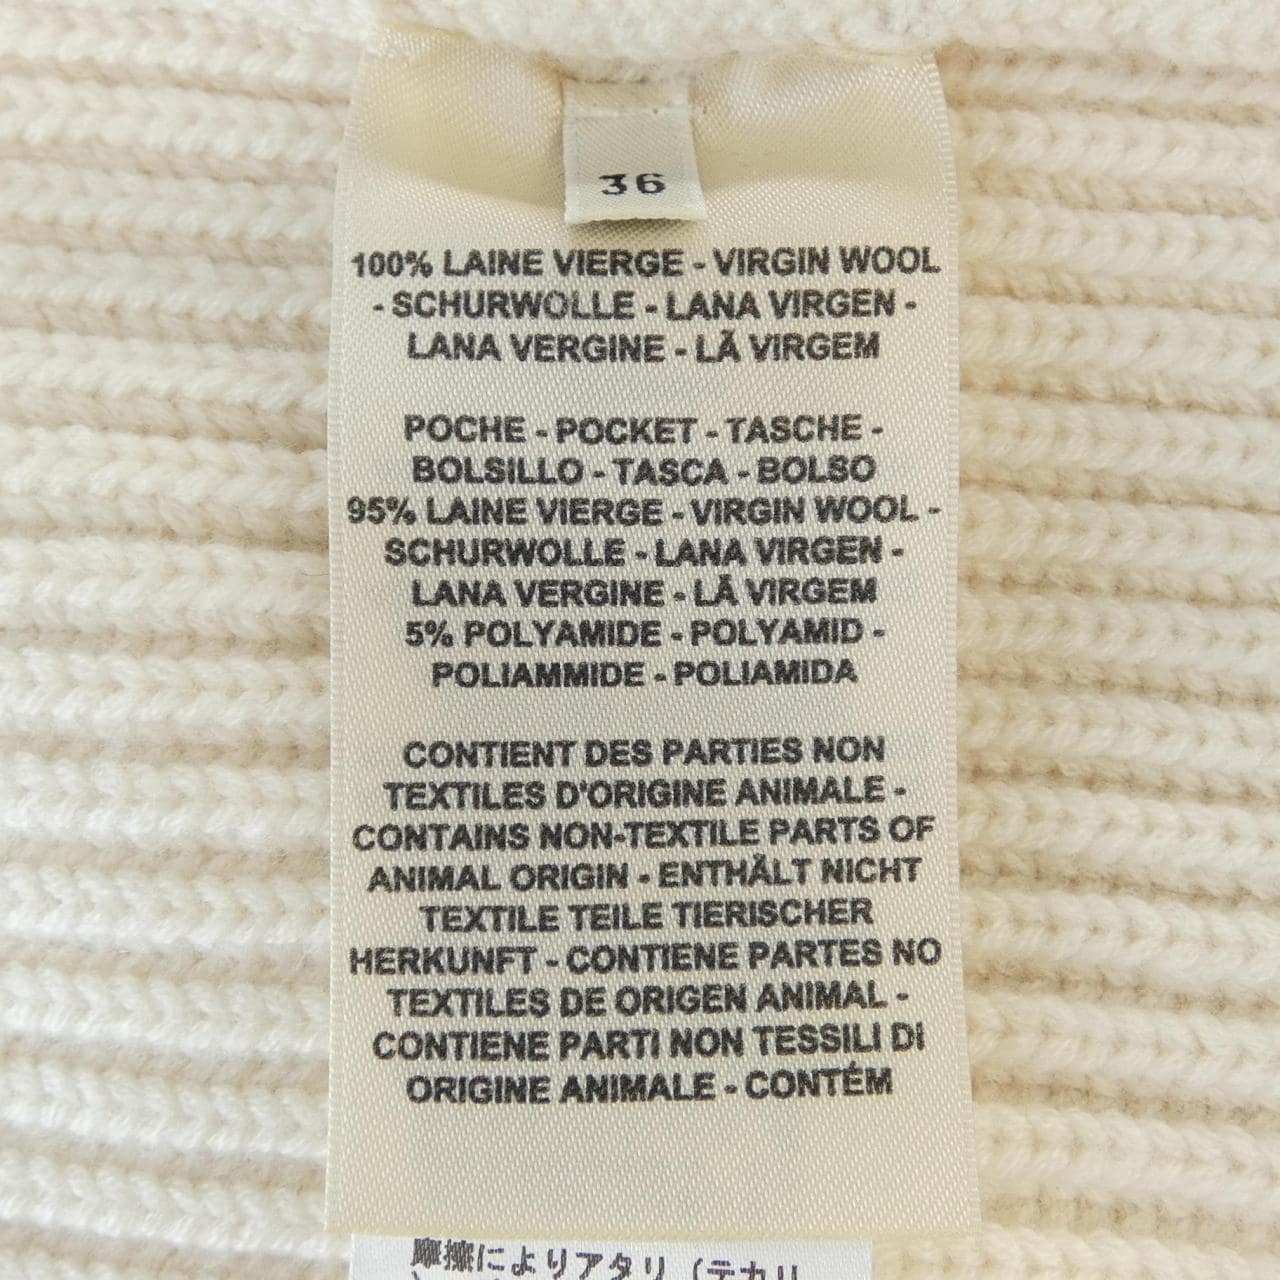 36
100% LAINE VIERGE - VIRGIN WOOL
- SCHURWOLLE - LANA VIRGEN -
LANA VERGINE - LÃ VIRGEM
POCHE - POCKET - TASCHE -
BOLSILLO - TASCA - BOLSO
95% LAINE VIERGE - VIRGIN WOOL -
SCHURWOLLE - LANA VIRGEN -
LANA VERGINE - LÃ VIRGEM
5% POLYAMIDE - POLYAMID -
POLIAMMIDE - POLIAMIDA
CONTIENT DES PARTIES NON
TEXTILES D'ORIGINE ANIMALE -
CONTAINS NON-TEXTILE PARTS OF
ANIMAL ORIGIN - ENTHÄLT NICHT
TEXTILE TEILE TIERISCHER
HERKUNFT - CONTIENE PARTES NO
TEXTILES DE ORIGEN ANIMAL -
CONTIENE PARTI NON TESSILI DI
ORIGINE ANIMALE - CONTÉM
摩擦によりアタリ（テカリ